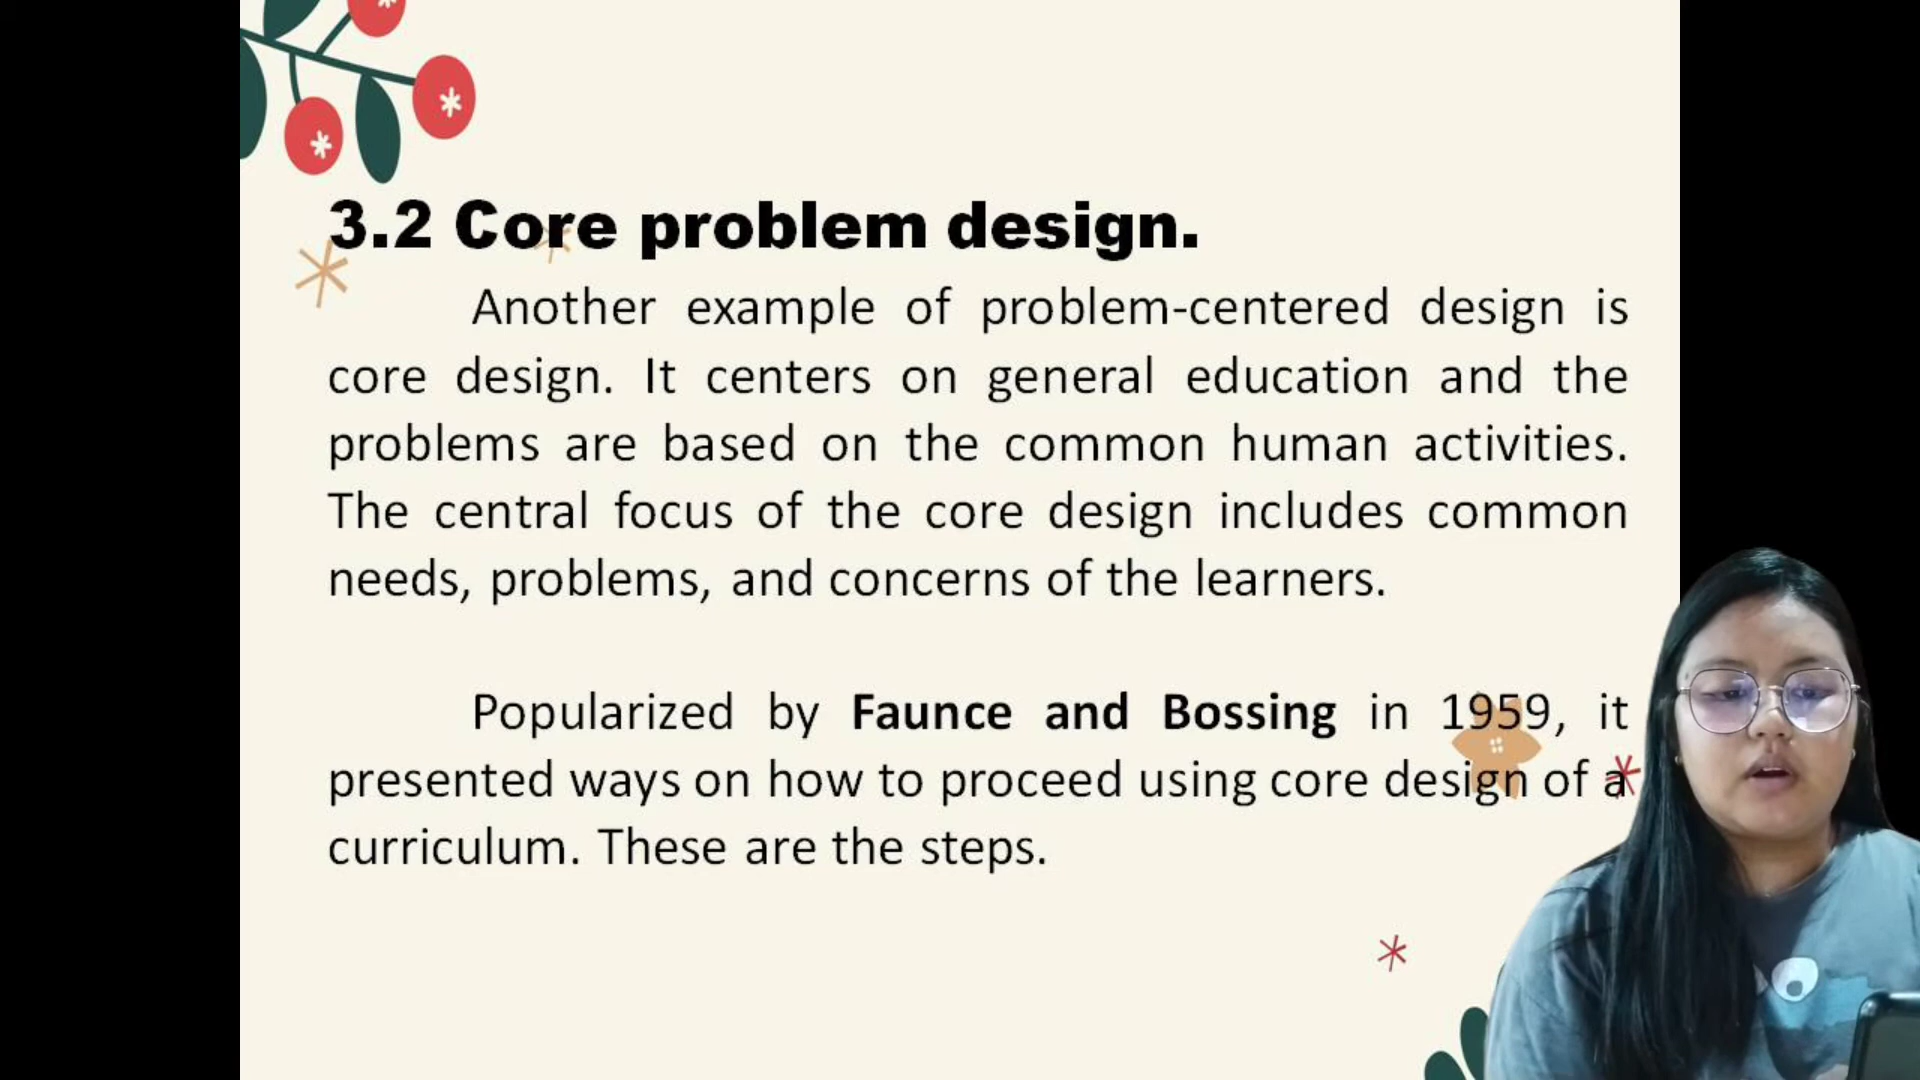 3.2 Core problem design.
Another example of problem-centered design is
core design. It centers on general education and the
problems are based on the common human activities.
The central focus of the core design includes common
needs, problems, and concerns of the learners.
Popularized by Faunce and Bossing in 1959, it
presented ways on how to proceed using core design of a
curriculum. These are the steps.